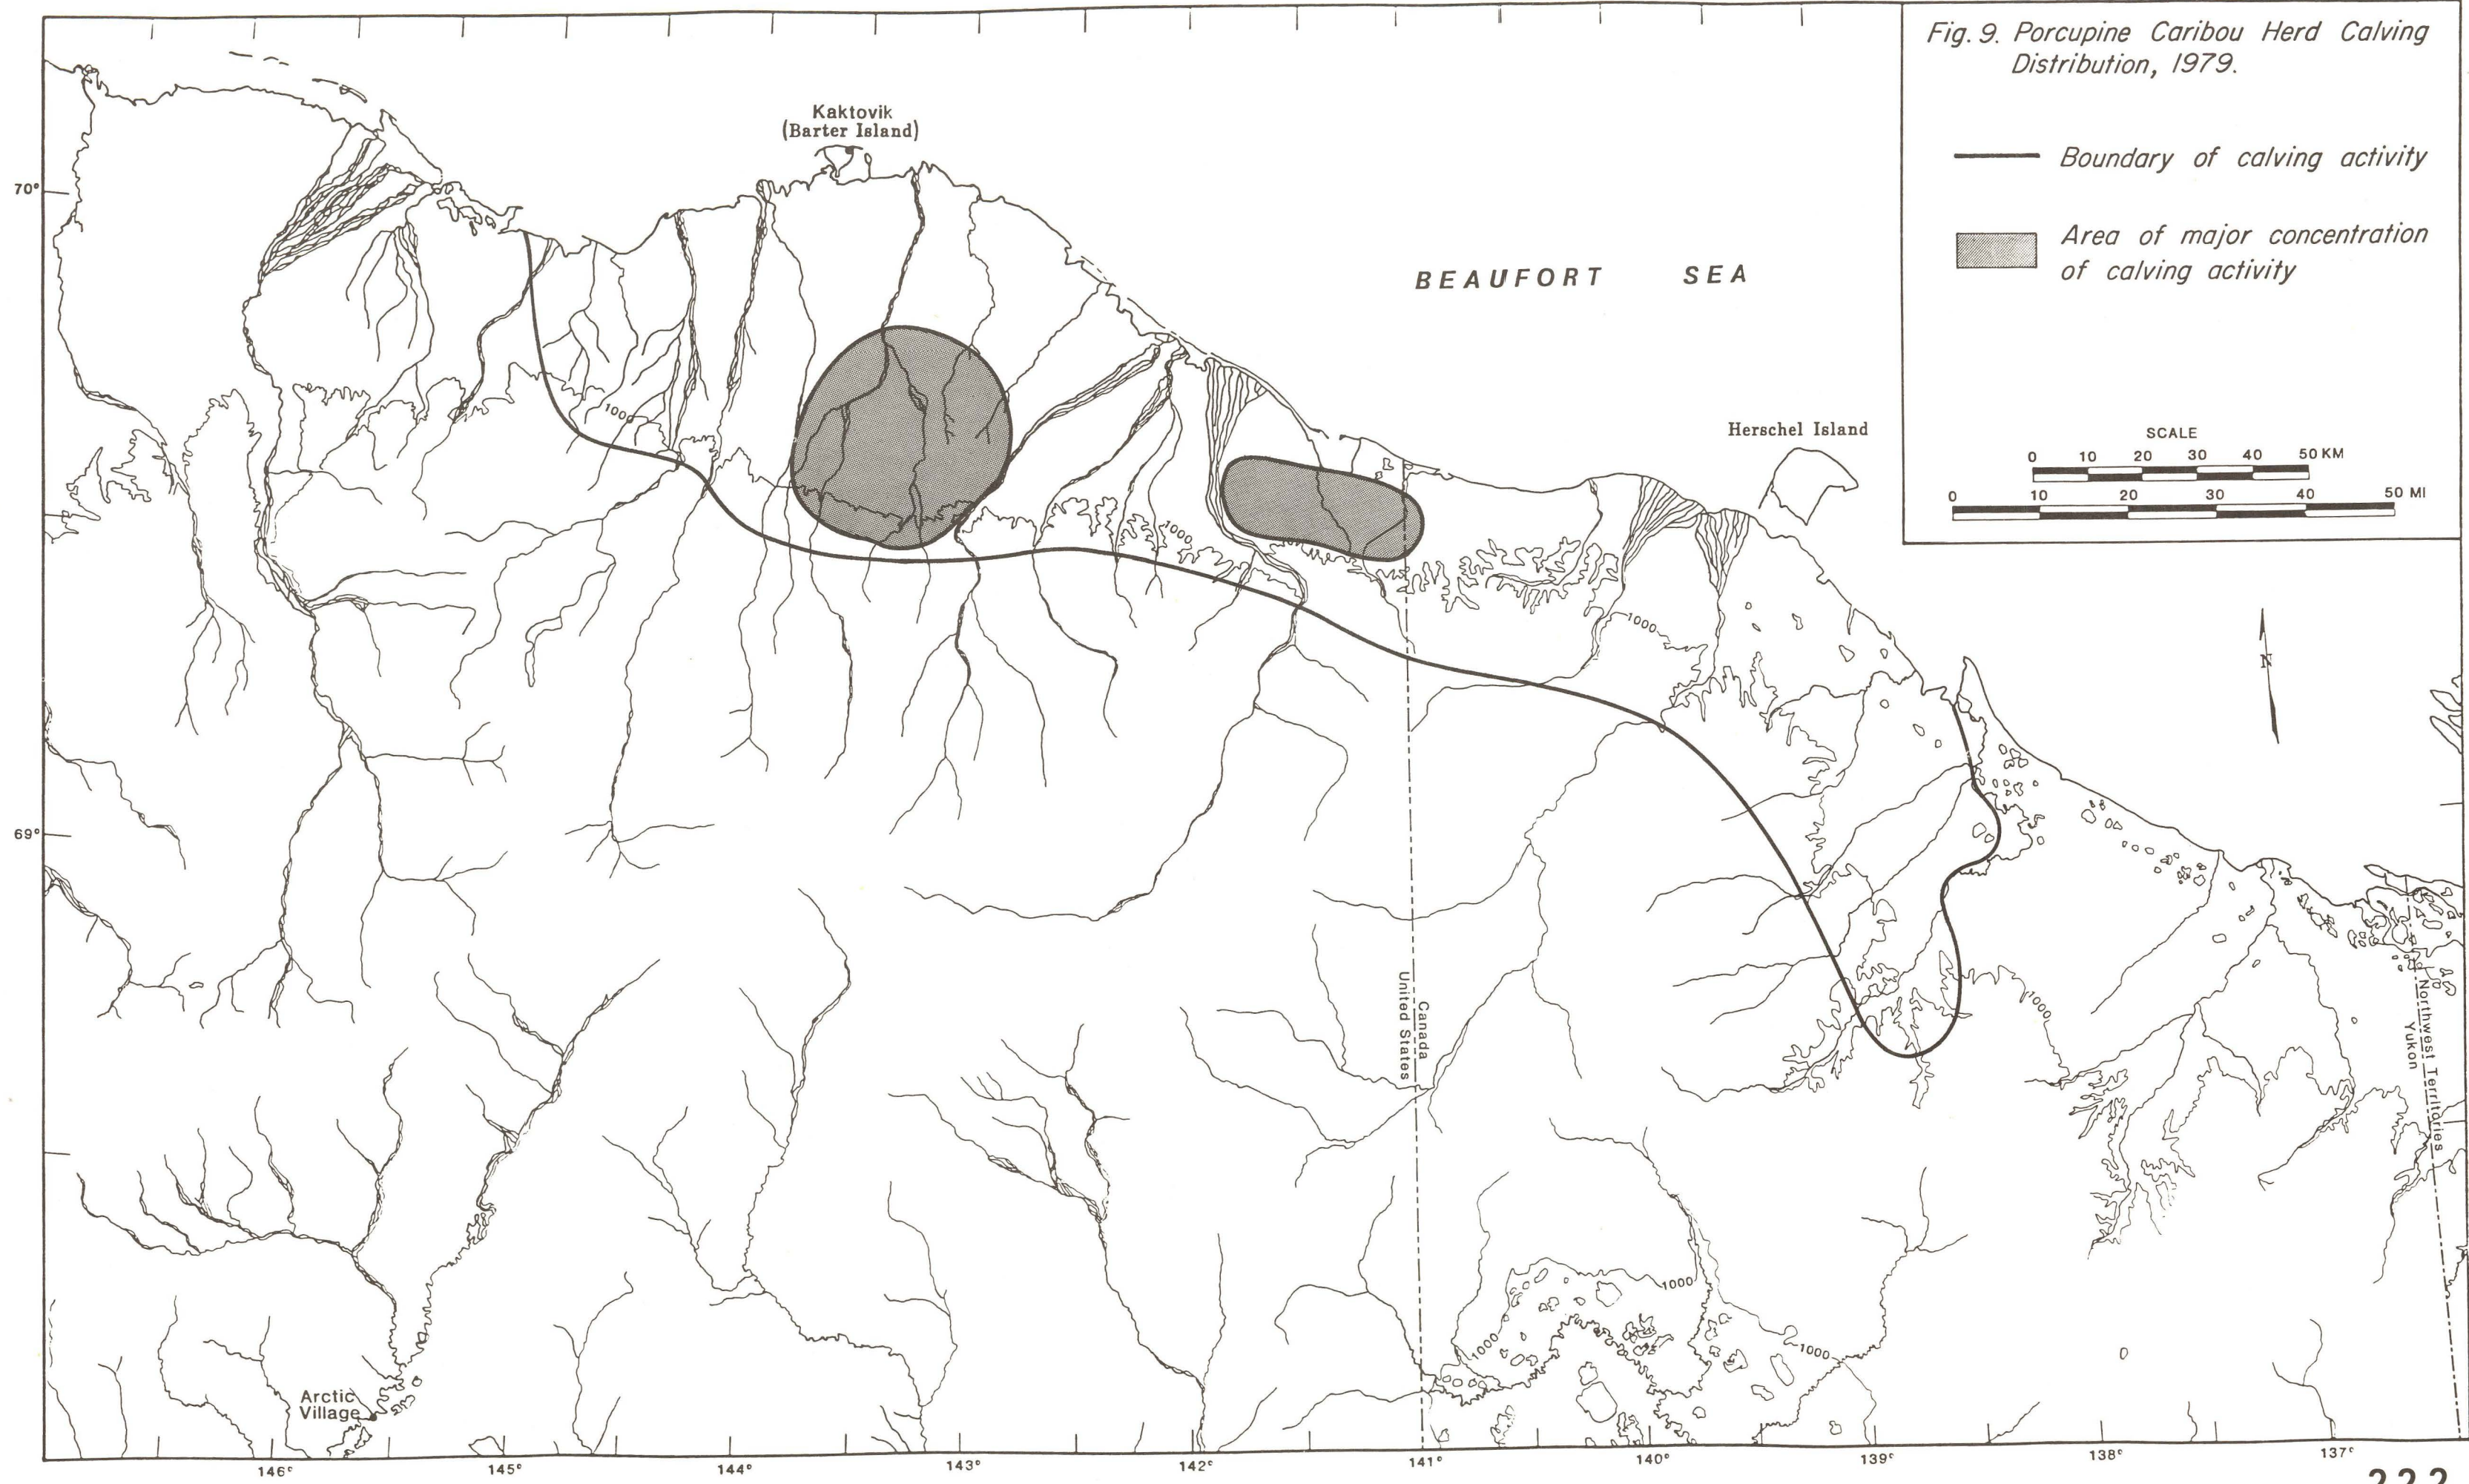 Fig. 9. Porcupine Caribou Herd Calving
Distribution, 1979.
Boundary of calving activity
Area of major concentration
of calving activity
SCALE
0 10 20 30 40 50 KM
0 10 20 30 40 50 MI
Kaktovik
(Barter Island)
70°
BEAUFORT SEA
1000
Herschel Island
1000
1000
N
69°
Canada
United States
1000
Northwest Territories
Yukon
1000
1000
1000
Arctic
Village
146° 145° 144° 143° 142° 141° 140° 139° 138° 137°
222